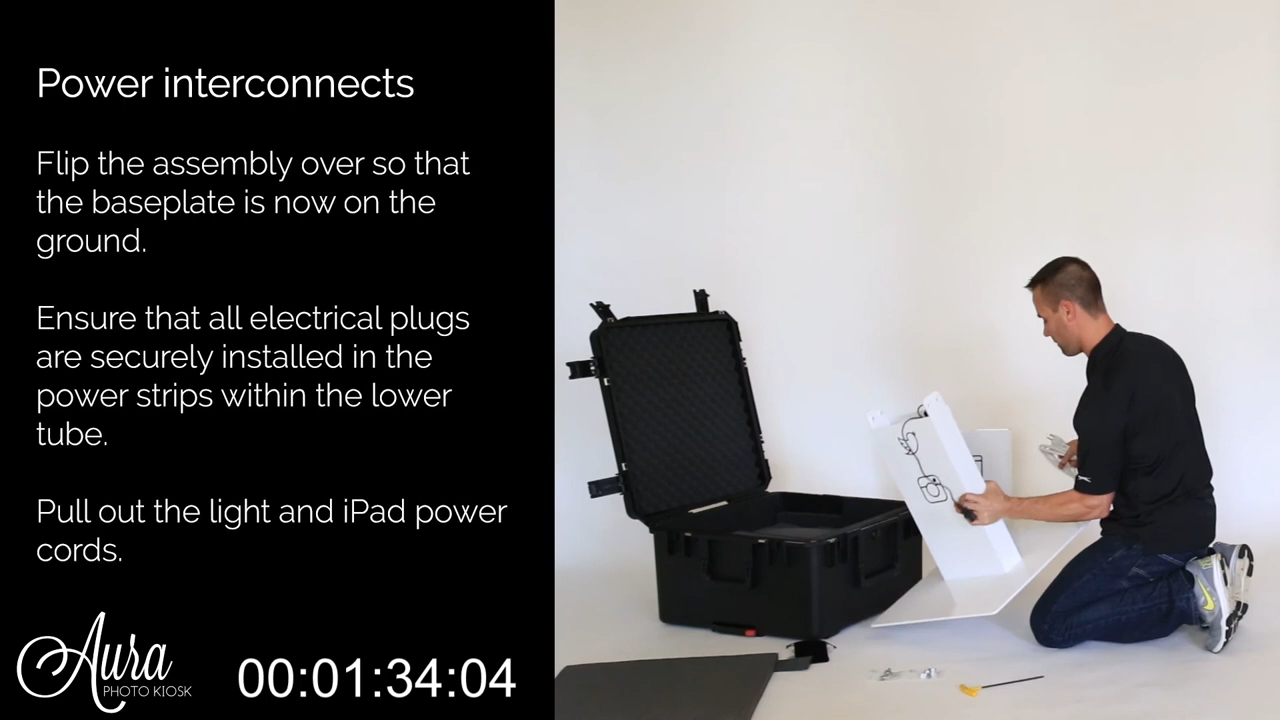 Power interconnects
Flip the assembly over so that
the baseplate is now on the
ground.
Ensure that all electrical plugs
are securely installed in the
power strips within the lower
tube.
Pull out the light and iPad power
cords.
Aura
PHOTO KIOSK
00:01:34:04